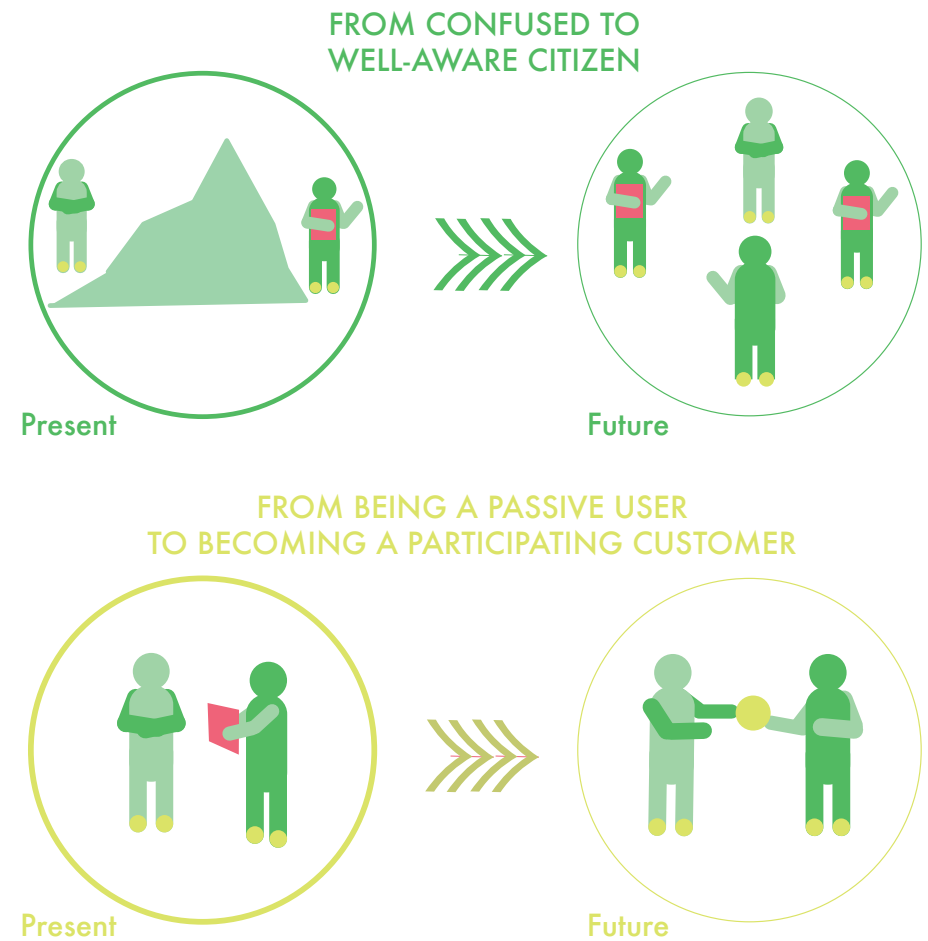 FROM CONFUSED TO
WELL-AWARE CITIZEN
Present
Future
FROM BEING A PASSIVE USER
TO BECOMING A PARTICIPATING CUSTOMER
Present
Future